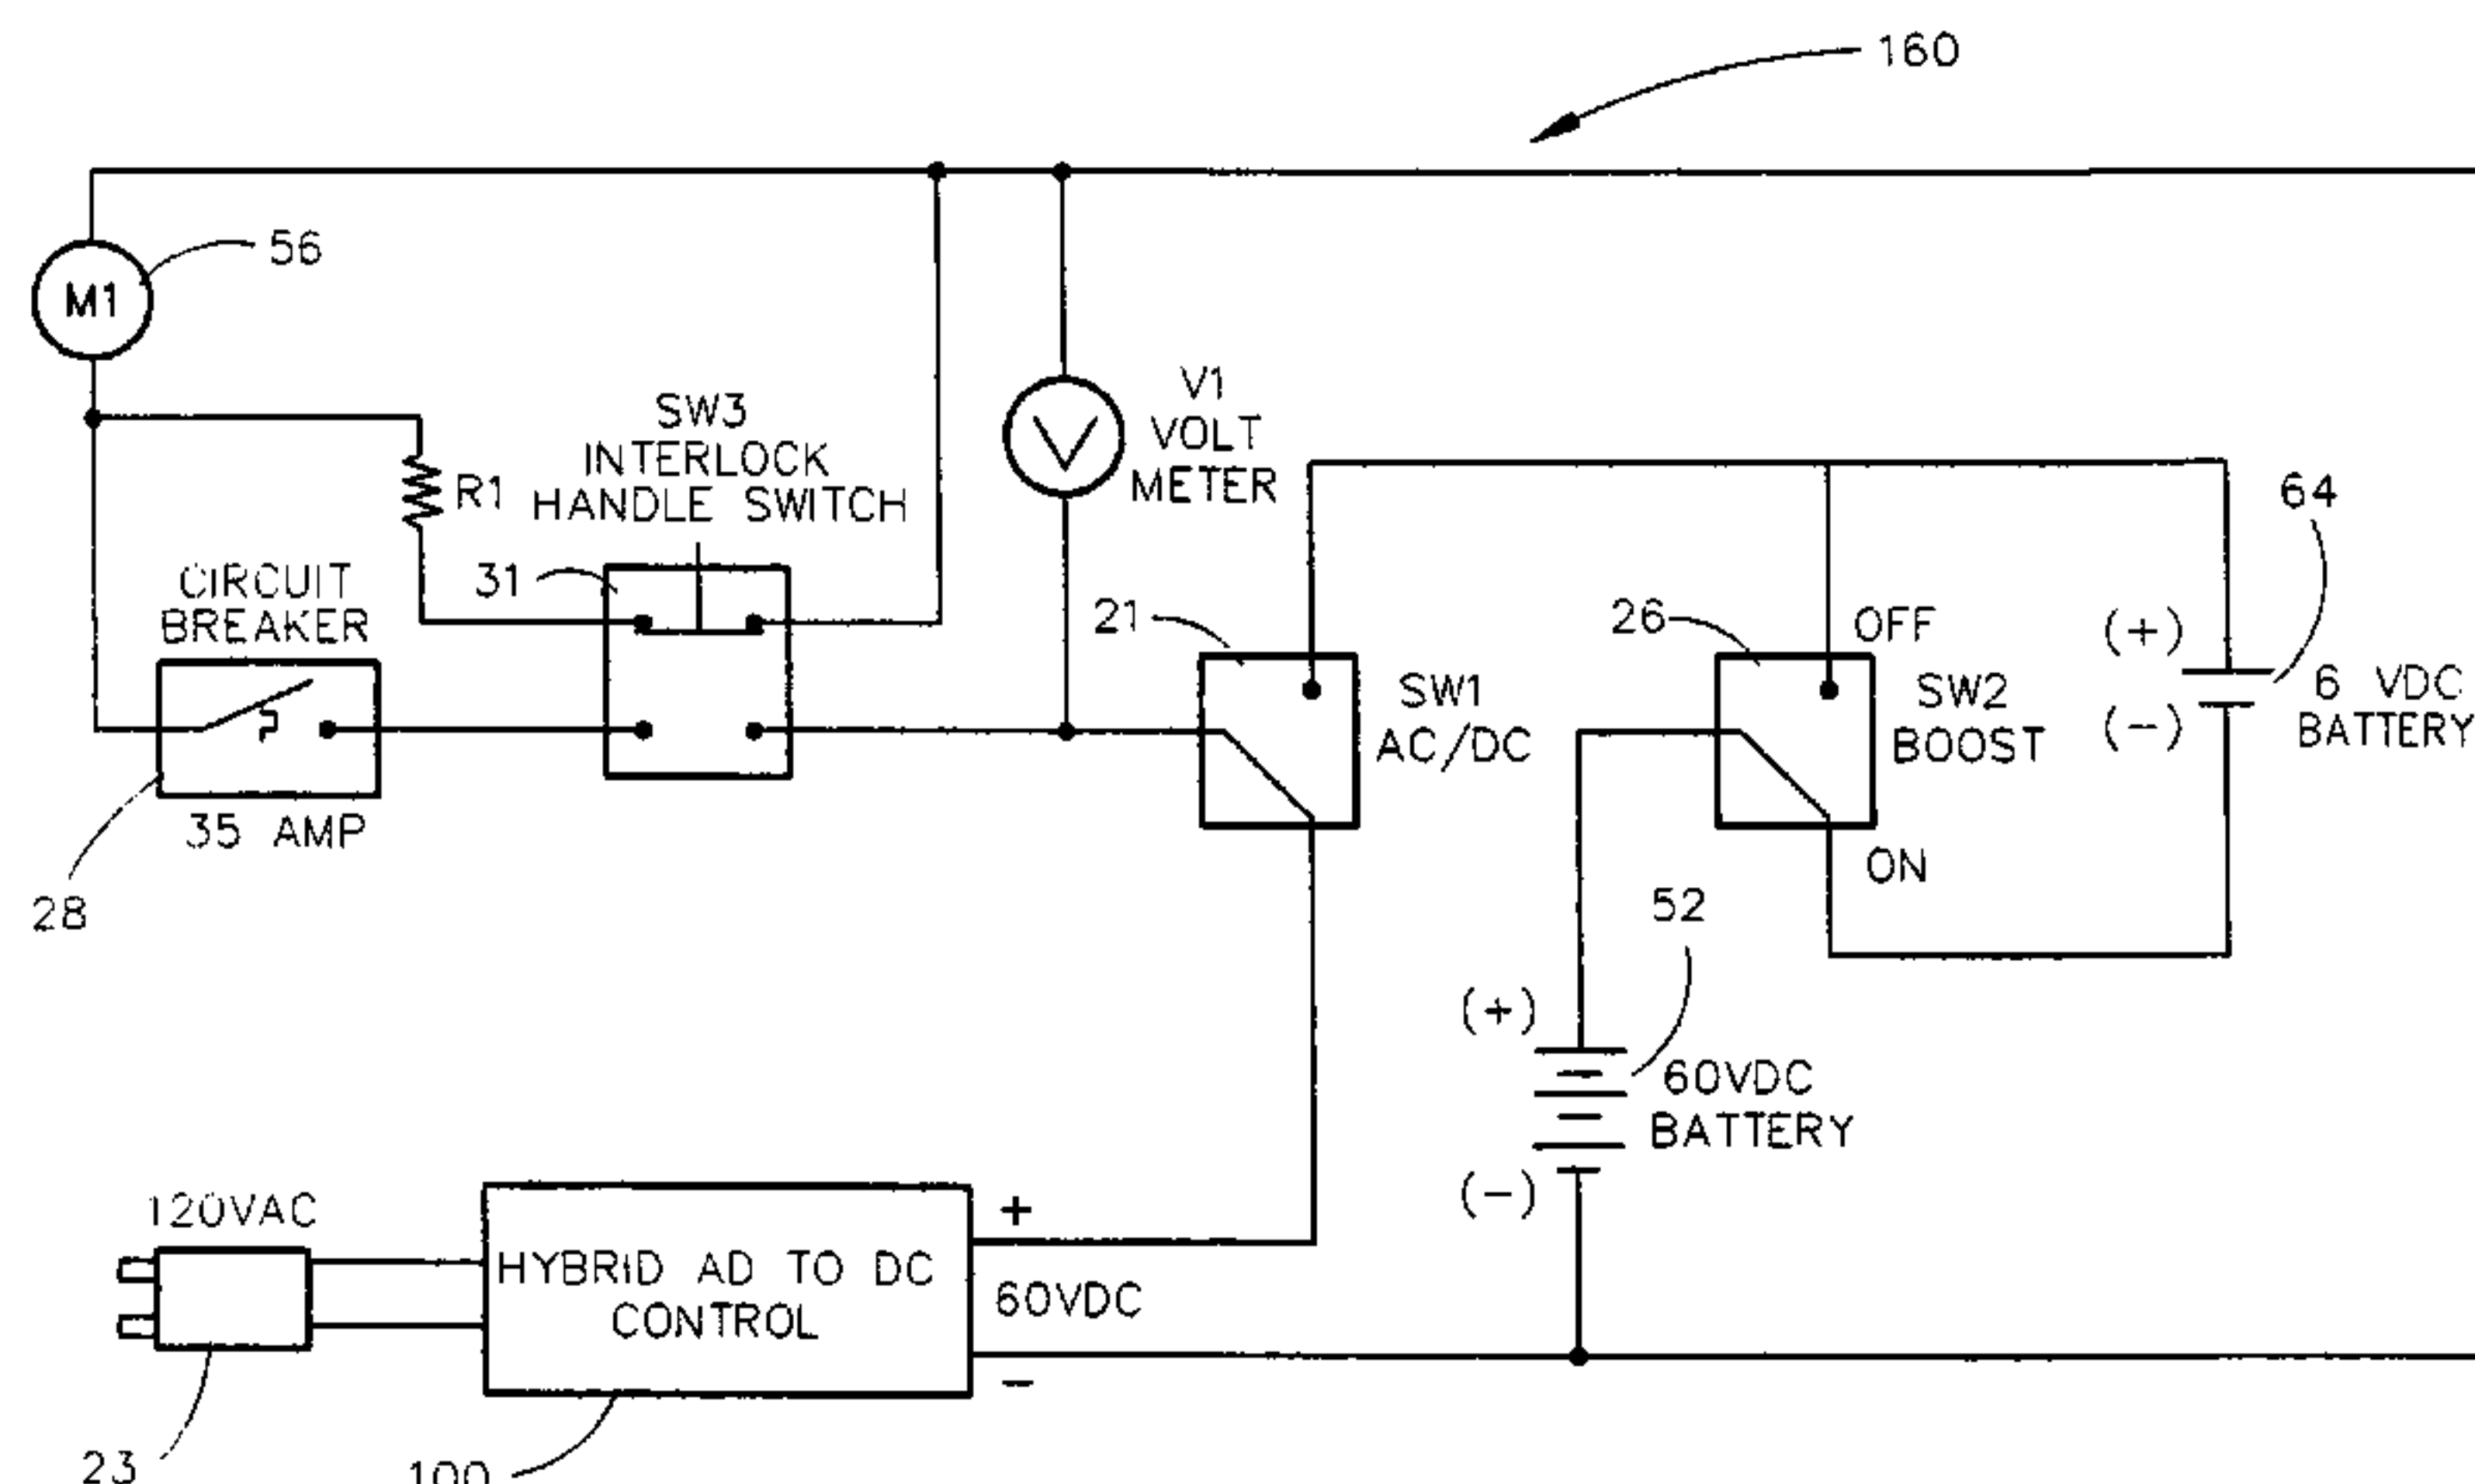 160
56
M1
V1
VOLT
METER
SW3
INTERLOCK
HANDLE SWITCH
R1
64
31
CIRCUIT
BREAKER
21
26
OFF
(+)
SW1
AC/DC
SW2
BOOST
6 VDC
BATTERY
(-)
35 AMP
28
ON
52
(+)
60VDC
BATTERY
(-)
120VAC
+
HYBRID AD TO DC
CONTROL
60VDC
-
23
100